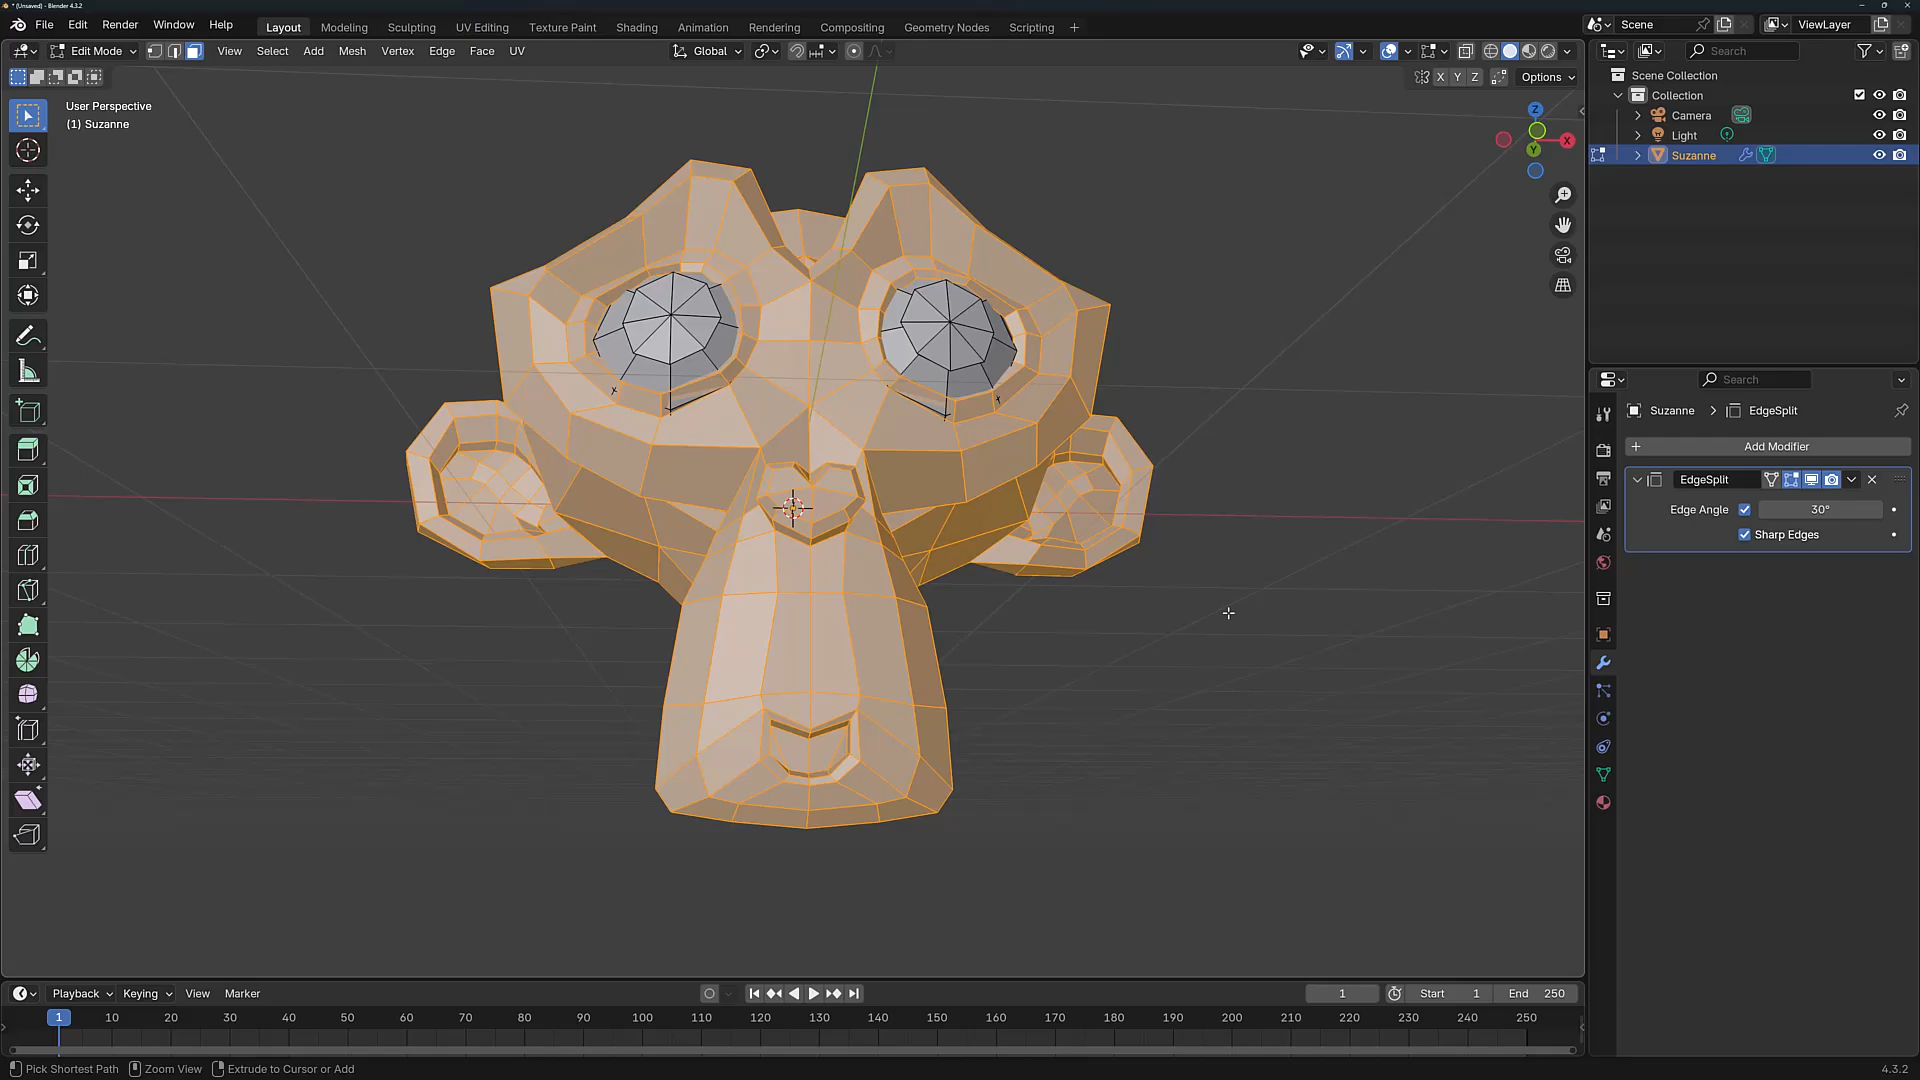 * (Unsaved) - Blender 4.3.2
File Edit Render Window Help Layout Modeling Sculpting UV Editing Texture Paint Shading Animation Rendering Compositing Geometry Nodes Scripting + Scene ViewLayer
Edit Mode View Select Add Mesh Vertex Edge Face UV Global Search
X Y Z Options
User Perspective
(1) Suzanne
Z
X
Y
Scene Collection
Collection
Camera
Light
Suzanne
Search
Suzanne > EdgeSplit
+ Add Modifier
EdgeSplit
Edge Angle 30°
Sharp Edges
Playback Keying View Marker 1 Start 1 End 250
1 10 20 30 40 50 60 70 80 90 100 110 120 130 140 150 160 170 180 190 200 210 220 230 240 250
Pick Shortest Path Zoom View Extrude to Cursor or Add 4.3.2